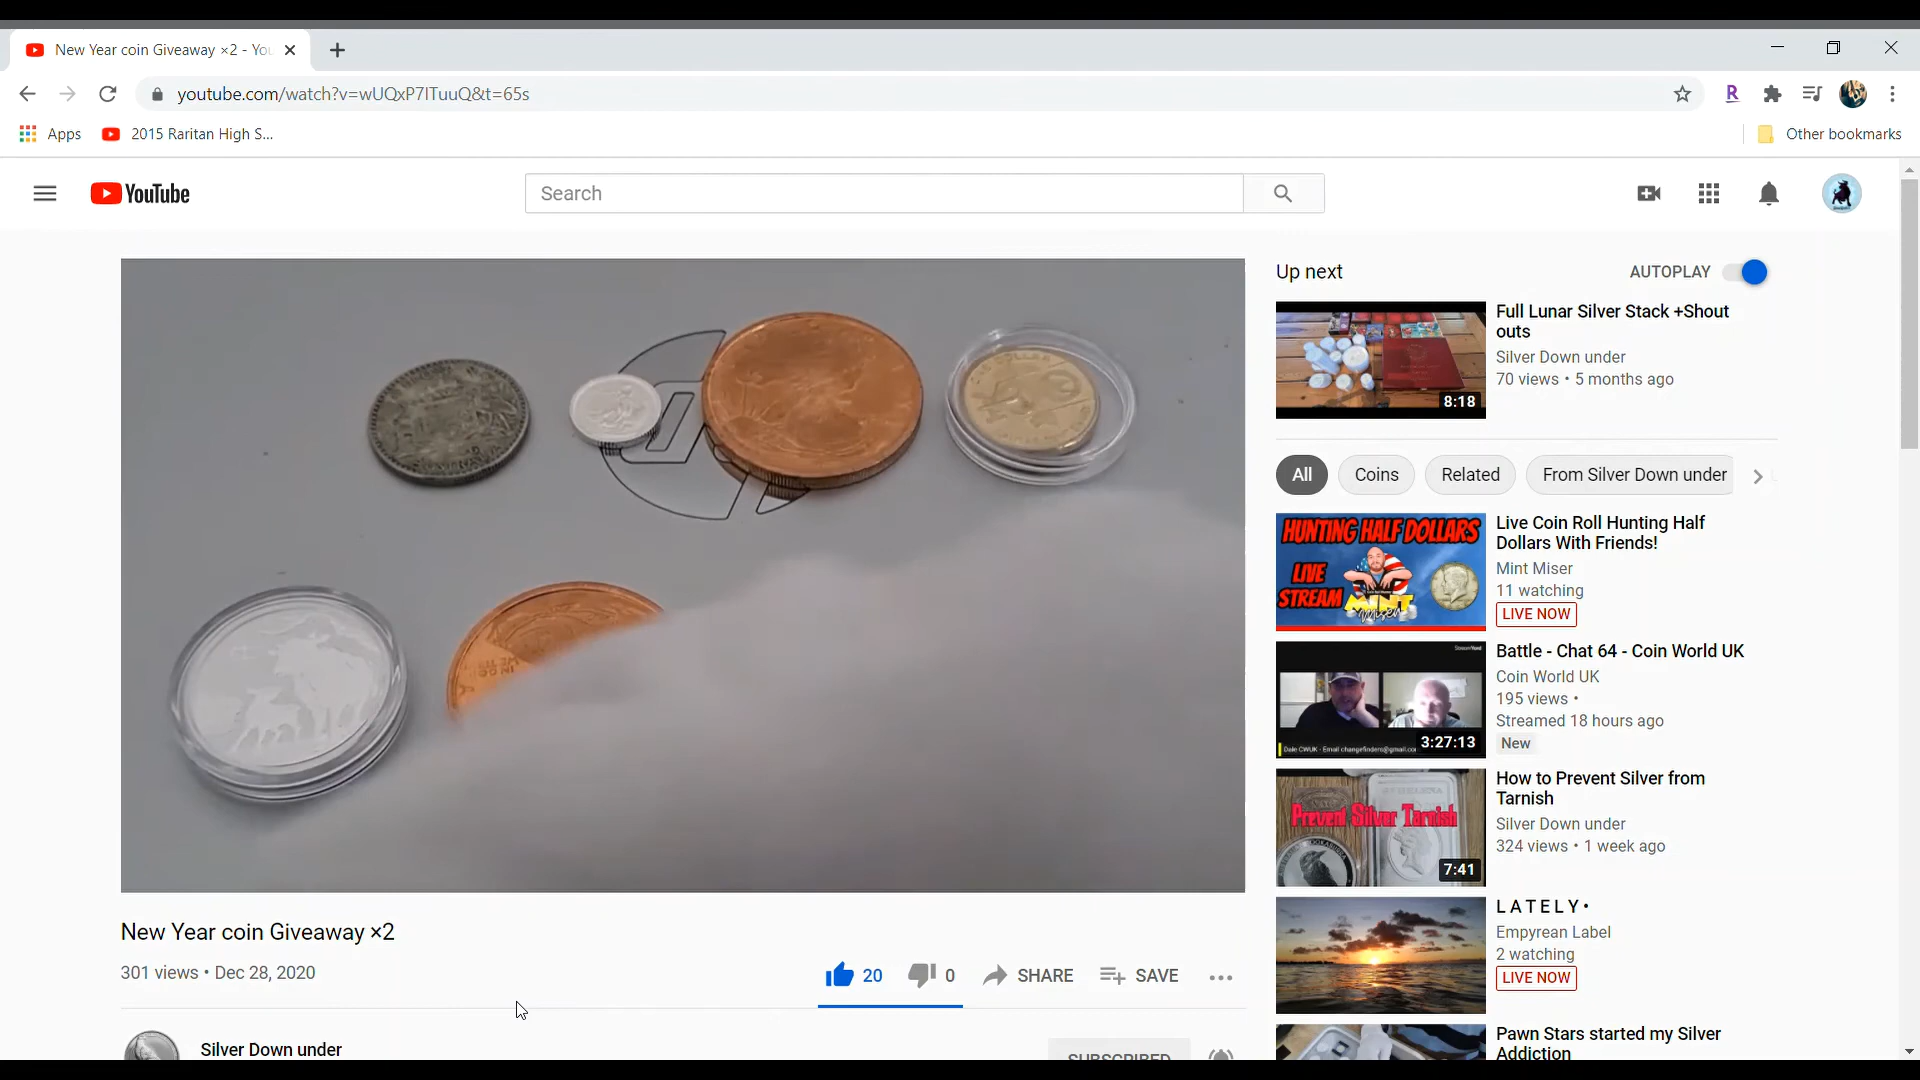 New Year coin Giveaway ×2 - You
youtube.com/watch?v=wUQxP7ITuuQ&t=65s
R
Apps
2015 Raritan High S...
Other bookmarks
YouTube
Search
Up next
AUTOPLAY
Full Lunar Silver Stack +Shout
outs
Silver Down under
70 views • 5 months ago
8:18
All
Coins
Related
From Silver Down under
HUNTING HALF DOLLARS
LIVE
STREAM
MINT
Miser
Live Coin Roll Hunting Half
Dollars With Friends!
Mint Miser
11 watching
LIVE NOW
Battle - Chat 64 - Coin World UK
Coin World UK
195 views •
Streamed 18 hours ago
New
3:27:13
How to Prevent Silver from
Tarnish
Silver Down under
324 views • 1 week ago
Prevent Silver Tarnish
7:41
L A T E L Y •
Empyrean Label
2 watching
LIVE NOW
Pawn Stars started my Silver
Addiction
New Year coin Giveaway ×2
301 views • Dec 28, 2020
20
0
SHARE
SAVE
Silver Down under
SUBSCRIBED